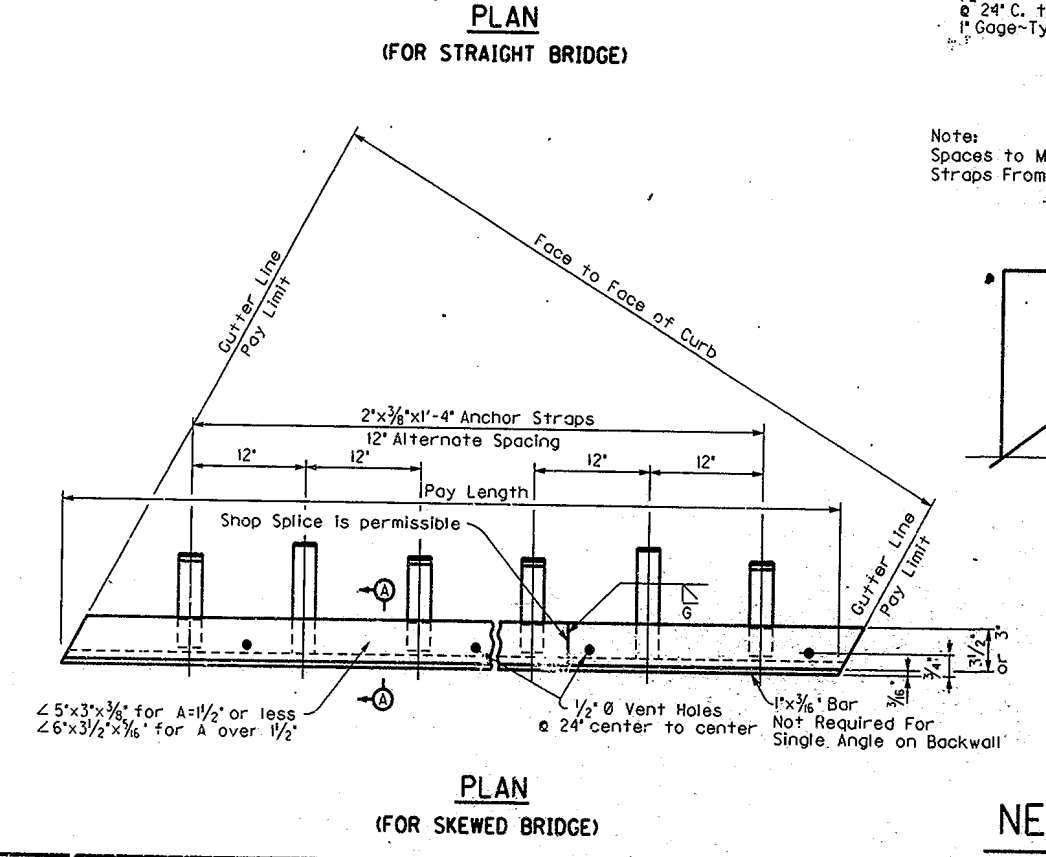 PLAN
(FOR STRAIGHT BRIDGE)
@ 24" C. t
1" Gage~Ty
Note:
Spaces to M
Straps From
Face to Face of Curb
Gutter Line
Pay Limit
2"x3/8"x1'-4" Anchor Straps
12" Alternate Spacing
12"
12"
12"
12"
Pay Length
Shop Splice is permissible
Gutter Line
Pay Limit
A
G
3 1/2"
or 3"
3/4"
3/16"
A
∠5"x3"x3/8" for A=1 1/2" or less
∠6"x3 1/2"x5/16" for A over 1 1/2"
1/2" Ø Vent Holes
@ 24" center to center
1"x3/16" Bar
Not Required For
Single Angle on Backwall
PLAN
(FOR SKEWED BRIDGE)
NE